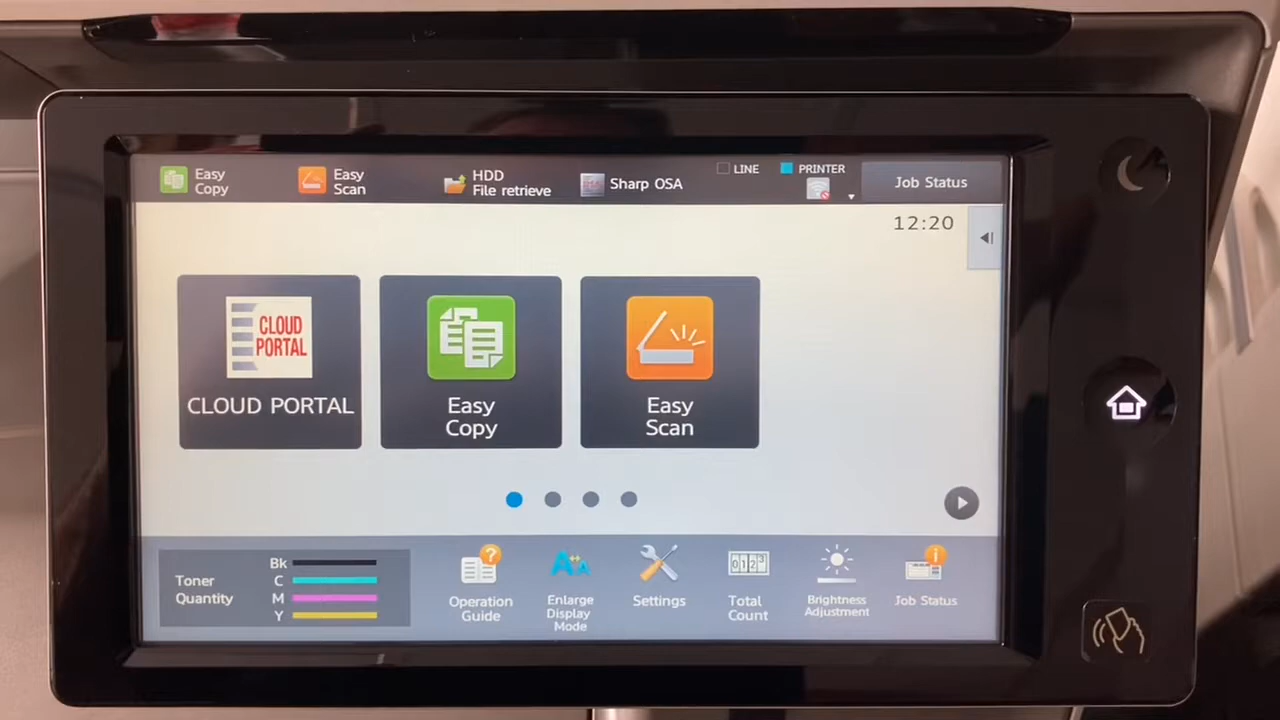 Easy
Copy
Easy
Scan
HDD
File retrieve
Sharp OSA
LINE
PRINTER
Job Status
12:20
CLOUD
PORTAL
CLOUD PORTAL
Easy
Copy
Easy
Scan
Toner
Quantity
Bk
C
M
Y
Operation
Guide
Enlarge
Display
Mode
Settings
Total
Count
Brightness
Adjustment
Job Status